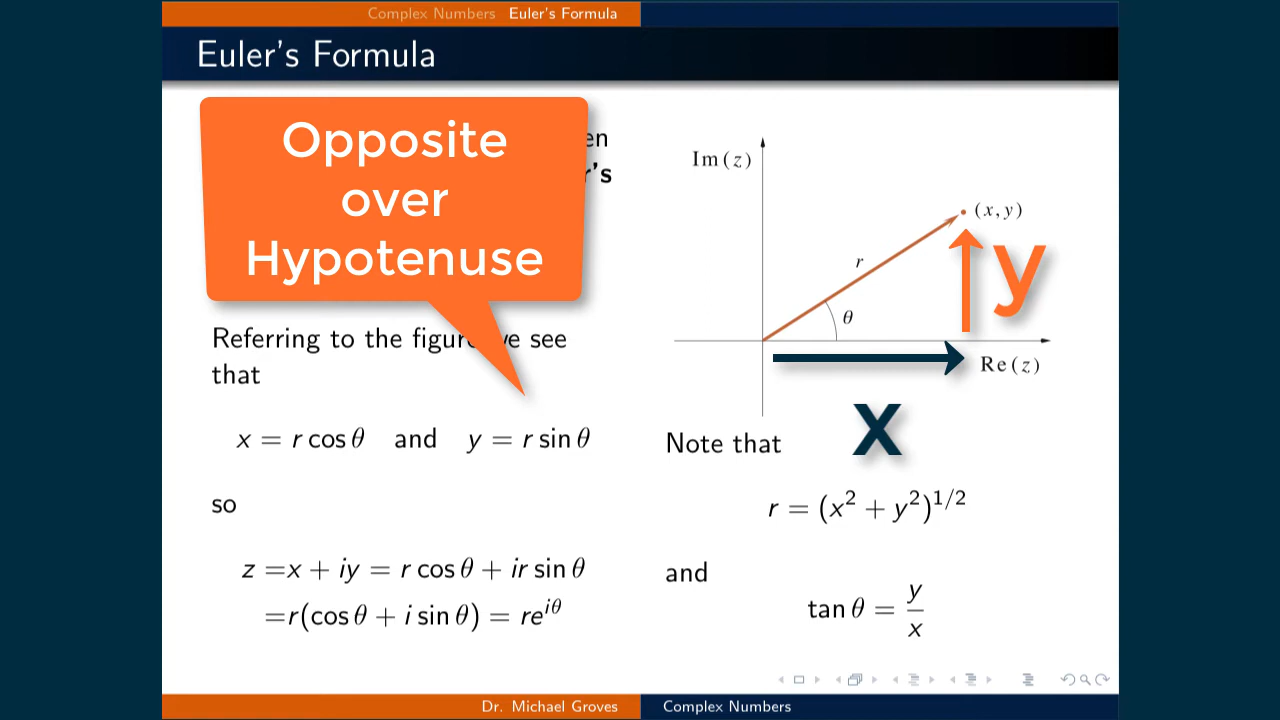 Complex Numbers Euler's Formula
Euler's Formula
Opposite
over
Hypotenuse
Referring to the figure we see
that
x = r cos θ and y = r sin θ
so
z =x + iy = r cos θ + ir sin θ
=r(cos θ + i sin θ) = re^{iθ}
Im(z)
(x, y)
r
y
θ
Re(z)
x
Note that
r = (x² + y²)^{1/2}
and
tan θ = y/x
Dr. Michael Groves Complex Numbers